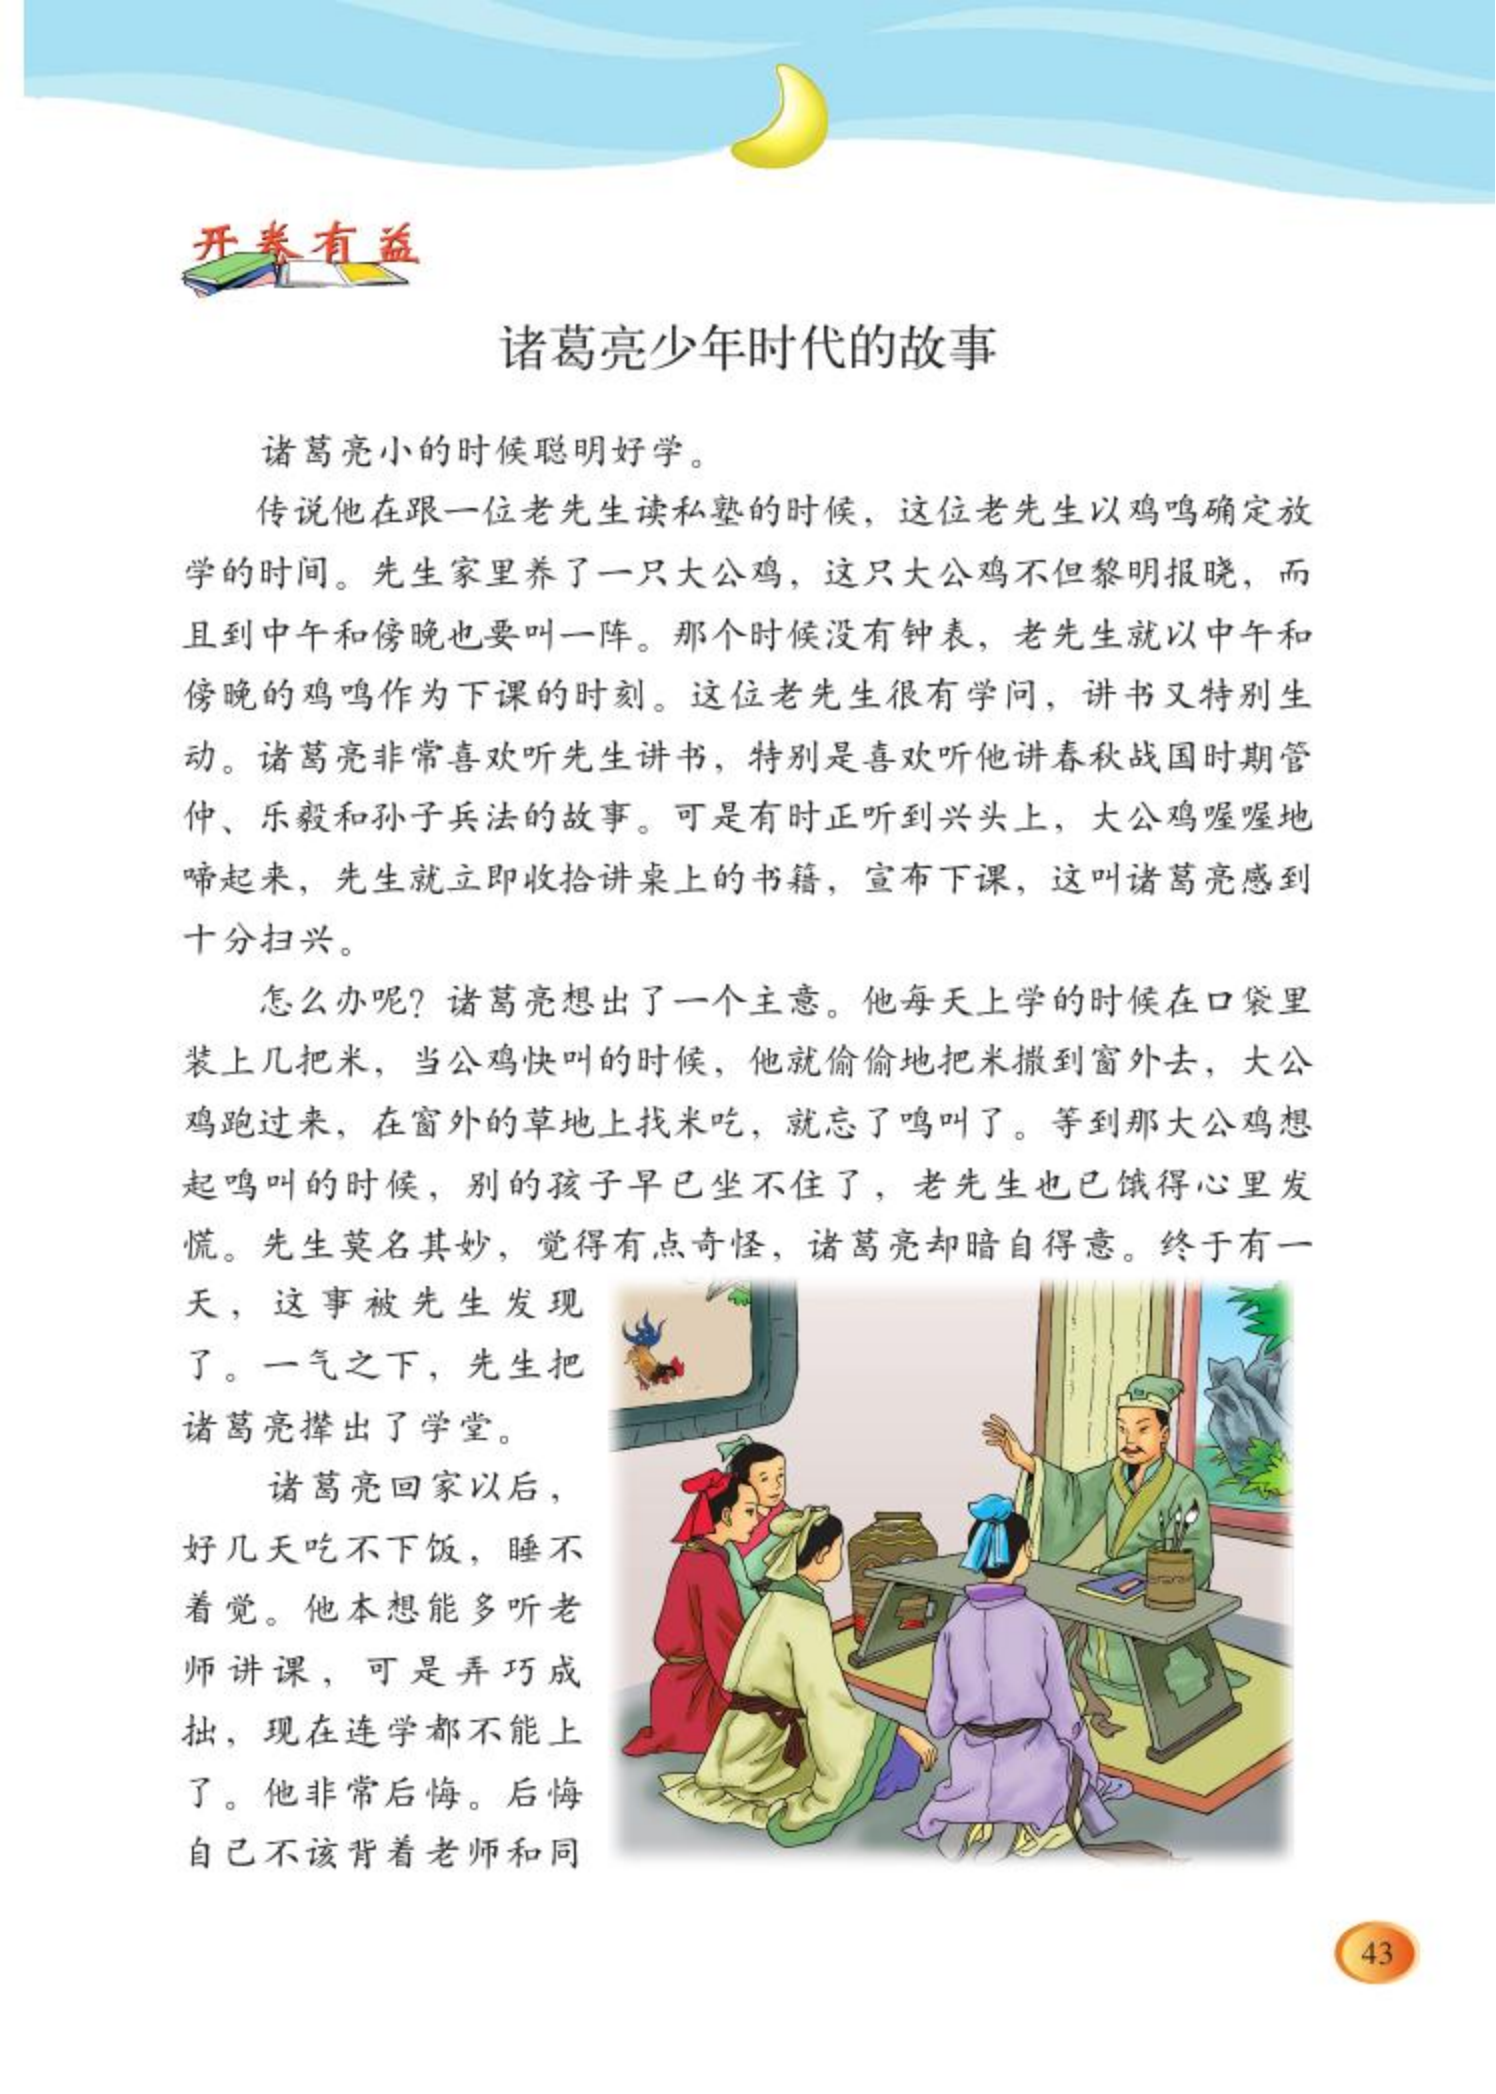 开卷有益
诸葛亮少年时代的故事
诸葛亮小的时候聪明好学。
传说他在跟一位老先生读私塾的时候，这位老先生以鸡鸣确定放
学的时间。先生家里养了一只大公鸡，这只大公鸡不但黎明报晓，而
且到中午和傍晚也要叫一阵。那个时候没有钟表，老先生就以中午和
傍晚的鸡鸣作为下课的时刻。这位老先生很有学问，讲书又特别生
动。诸葛亮非常喜欢听先生讲书，特别是喜欢听他讲春秋战国时期管
仲、乐毅和孙子兵法的故事。可是有时正听到兴头上，大公鸡喔喔地
啼起来，先生就立即收拾讲桌上的书籍，宣布下课，这叫诸葛亮感到
十分扫兴。
怎么办呢？诸葛亮想出了一个主意。他每天上学的时候在口袋里
装上几把米，当公鸡快叫的时候，他就偷偷地把米撒到窗外去，大公
鸡跑过来，在窗外的草地上找米吃，就忘了鸣叫了。等到那大公鸡想
起鸣叫的时候，别的孩子早已坐不住了，老先生也已饿得心里发
慌。先生莫名其妙，觉得有点奇怪，诸葛亮却暗自得意。终于有一
天，这事被先生发现
了。一气之下，先生把
诸葛亮撵出了学堂。
诸葛亮回家以后，
好几天吃不下饭，睡不
着觉。他本想能多听老
师讲课，可是弄巧成
拙，现在连学都不能上
了。他非常后悔。后悔
自己不该背着老师和同
43